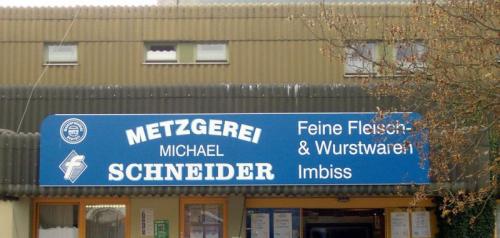 METZGEREI
MICHAEL
SCHNEIDER
Feine Fleisch-
& Wurstwaren
Imbiss
f